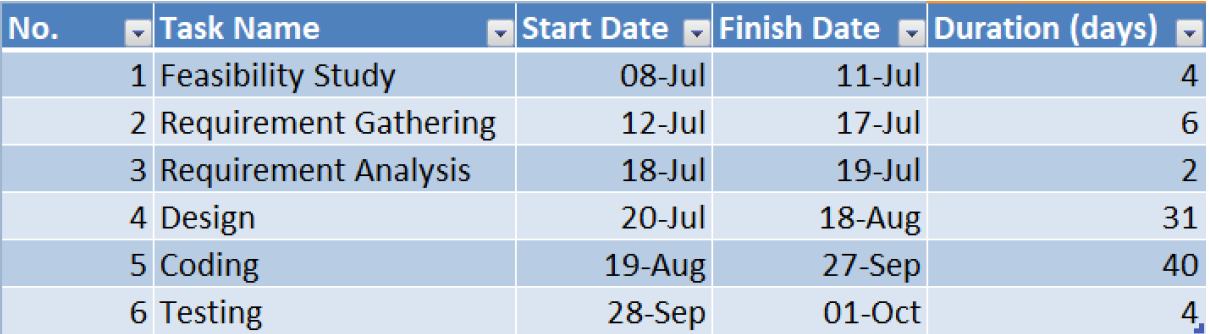 No. Task Name Start Date Finish Date Duration (days)
1 Feasibility Study 08-Jul 11-Jul 4
2 Requirement Gathering 12-Jul 17-Jul 6
3 Requirement Analysis 18-Jul 19-Jul 2
4 Design 20-Jul 18-Aug 31
5 Coding 19-Aug 27-Sep 40
6 Testing 28-Sep 01-Oct 4